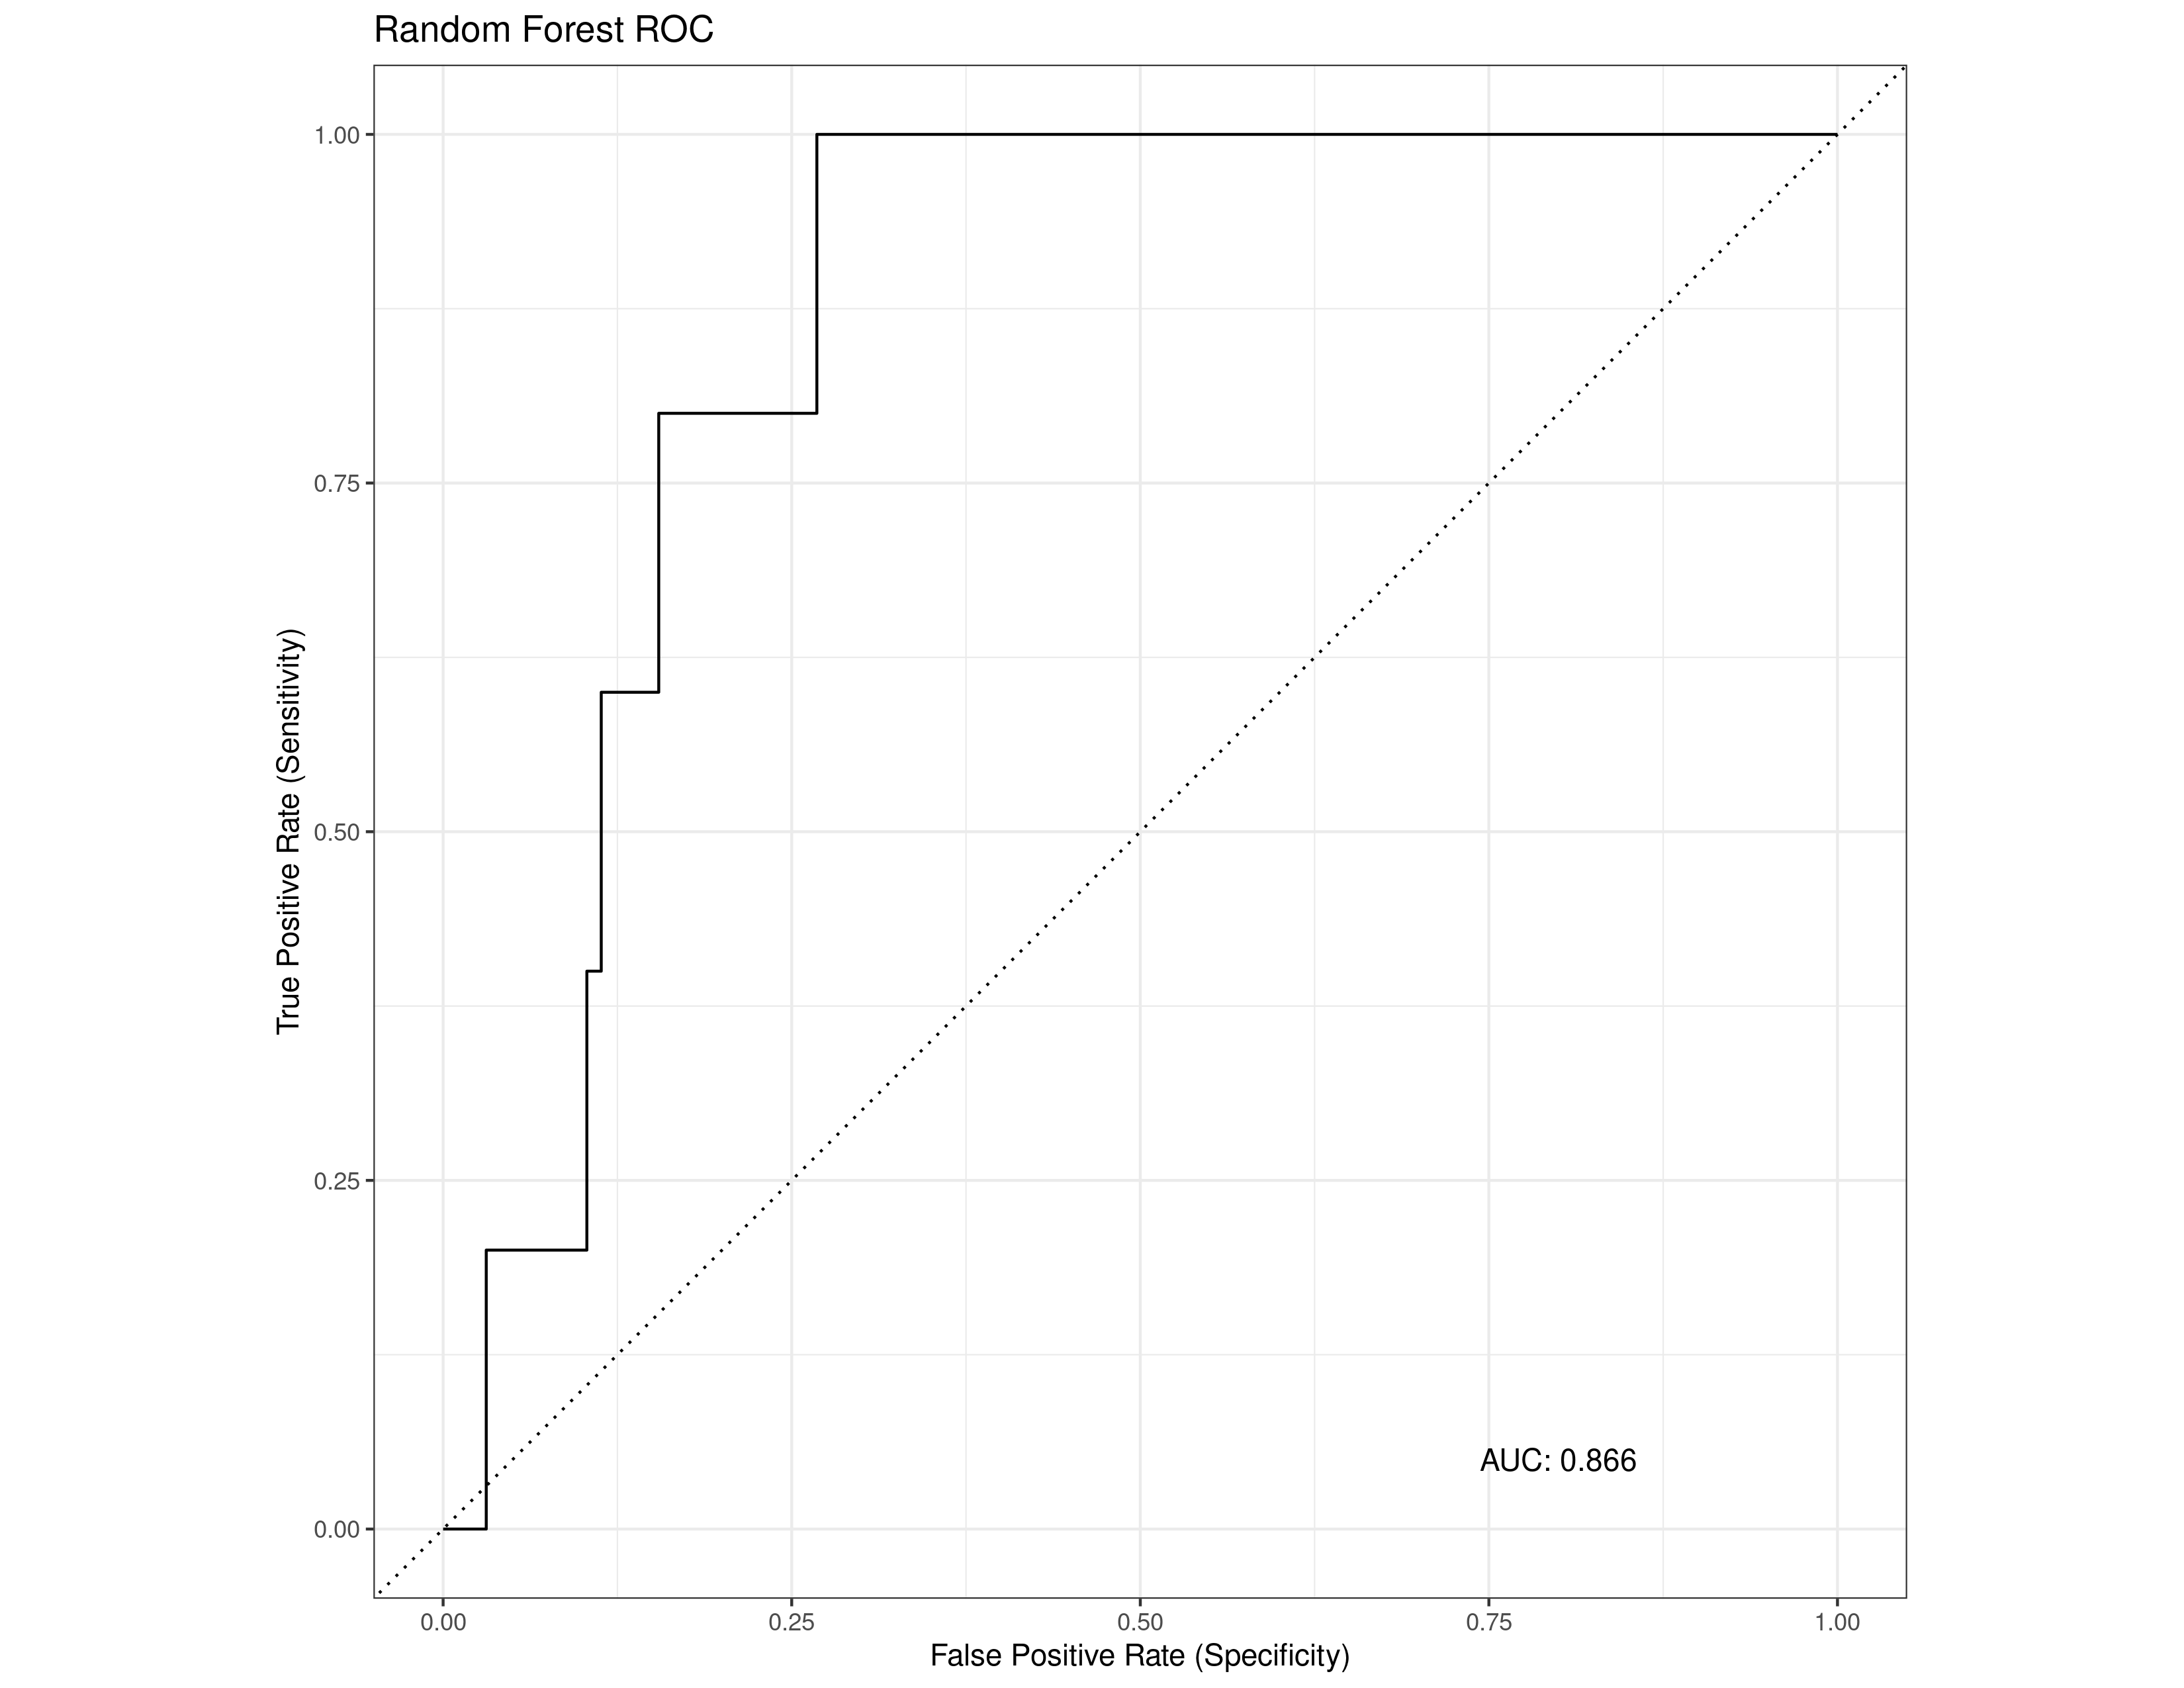 Random Forest ROC
1.00
0.75
0.50
0.25
0.00
True Positive Rate (Sensitivity)
AUC: 0.866
0.00 0.25 0.50 0.75 1.00
False Positive Rate (Specificity)